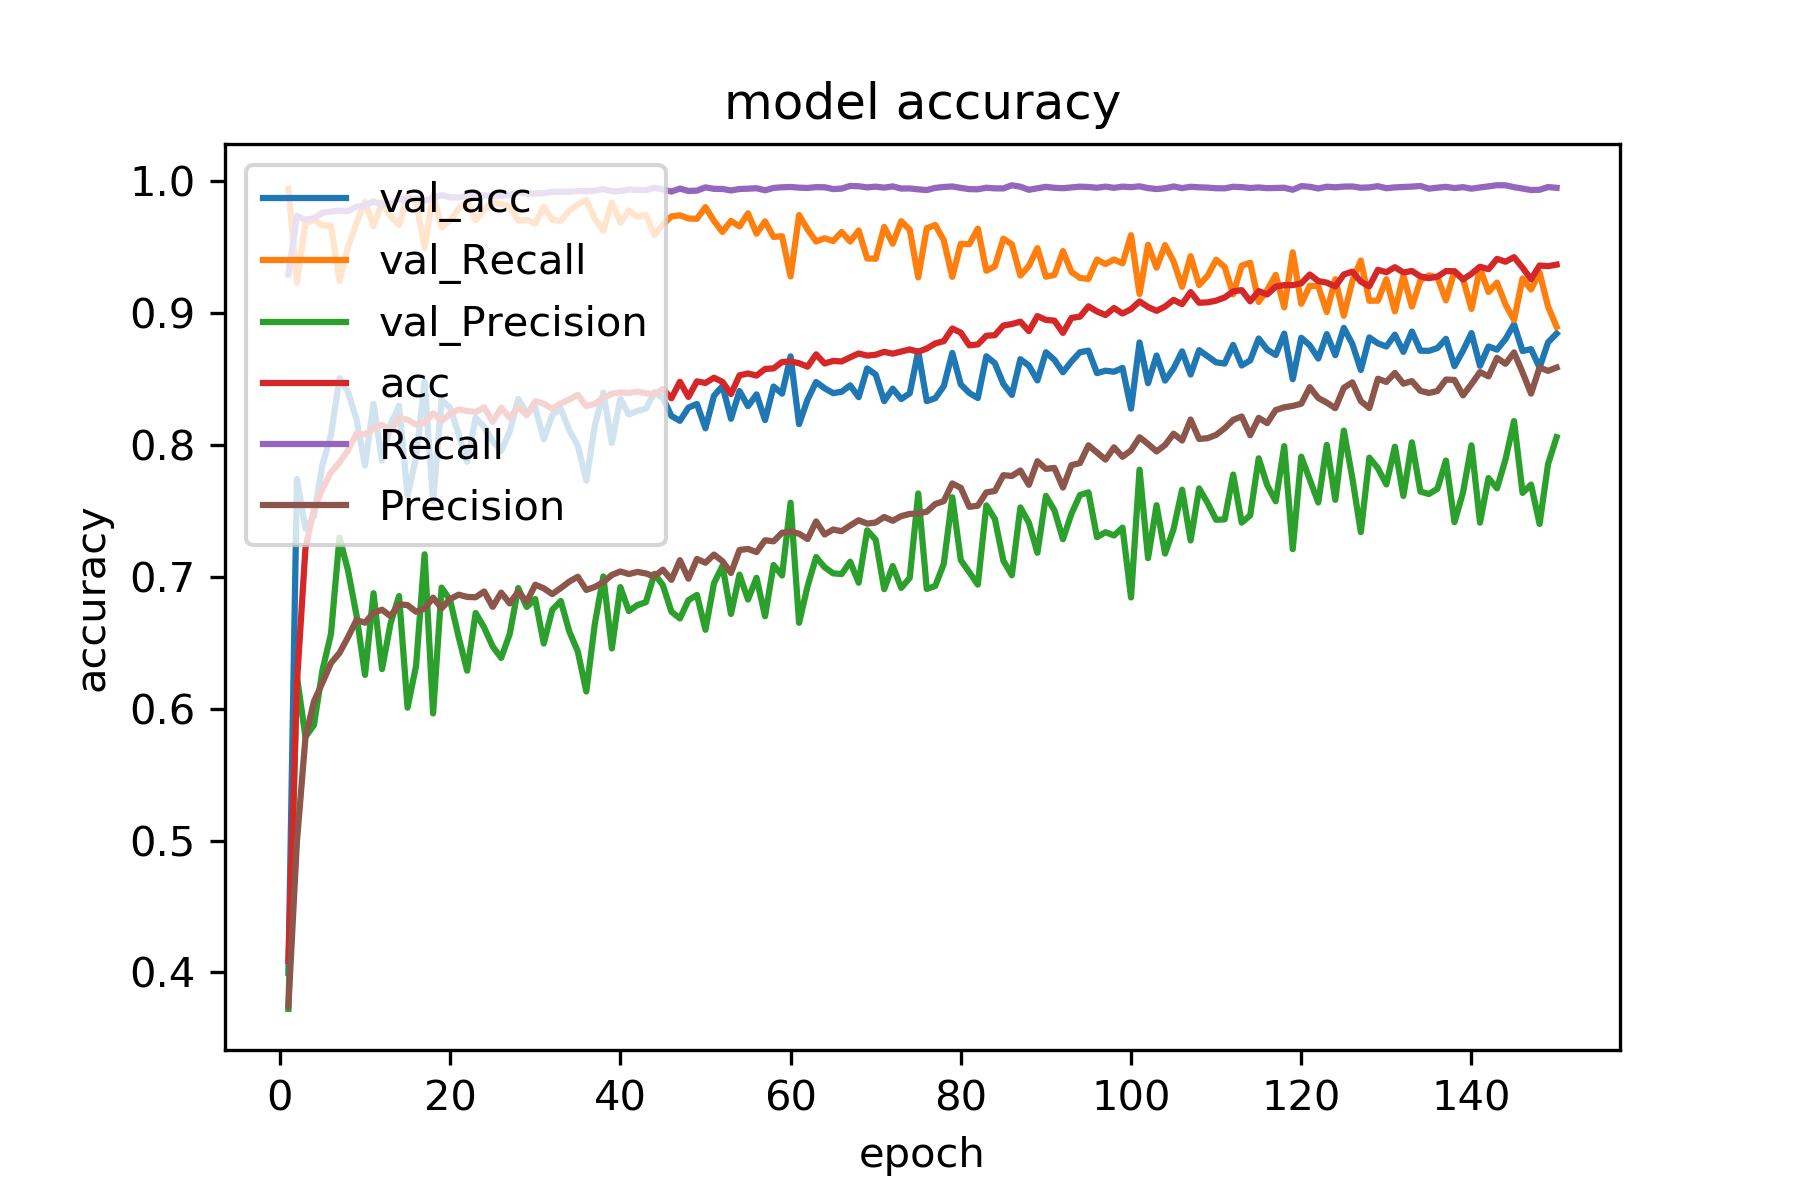 model accuracy
1.0
0.9
0.8
0.7
0.6
0.5
0.4
accuracy
val_acc
val_Recall
val_Precision
acc
Recall
Precision
0 20 40 60 80 100 120 140
epoch